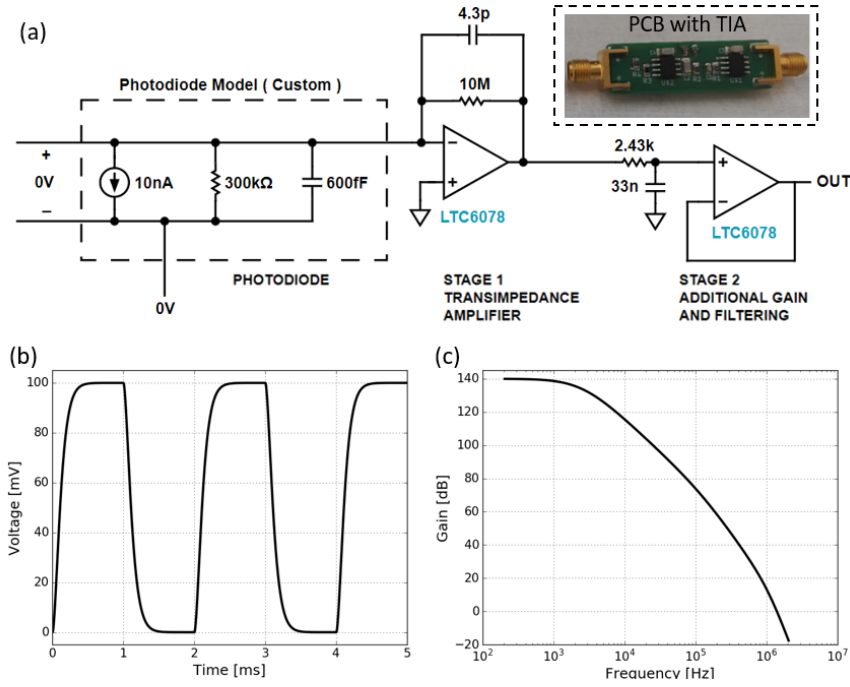 (a)
PCB with TIA
4.3p
10M
Photodiode Model ( Custom )
+
0V
–
10nA
300kΩ
600fF
–
+
LTC6078
2.43k
33n
+
–
OUT
LTC6078
PHOTODIODE
0V
STAGE 1
TRANSIMPEDANCE
AMPLIFIER
STAGE 2
ADDITIONAL GAIN
AND FILTERING
(b)
Voltage [mV]
100
80
60
40
20
0
0 1 2 3 4 5
Time [ms]
(c)
Gain [dB]
140
120
100
80
60
40
20
0
−20
10² 10³ 10⁴ 10⁵ 10⁶ 10⁷
Frequency [Hz]